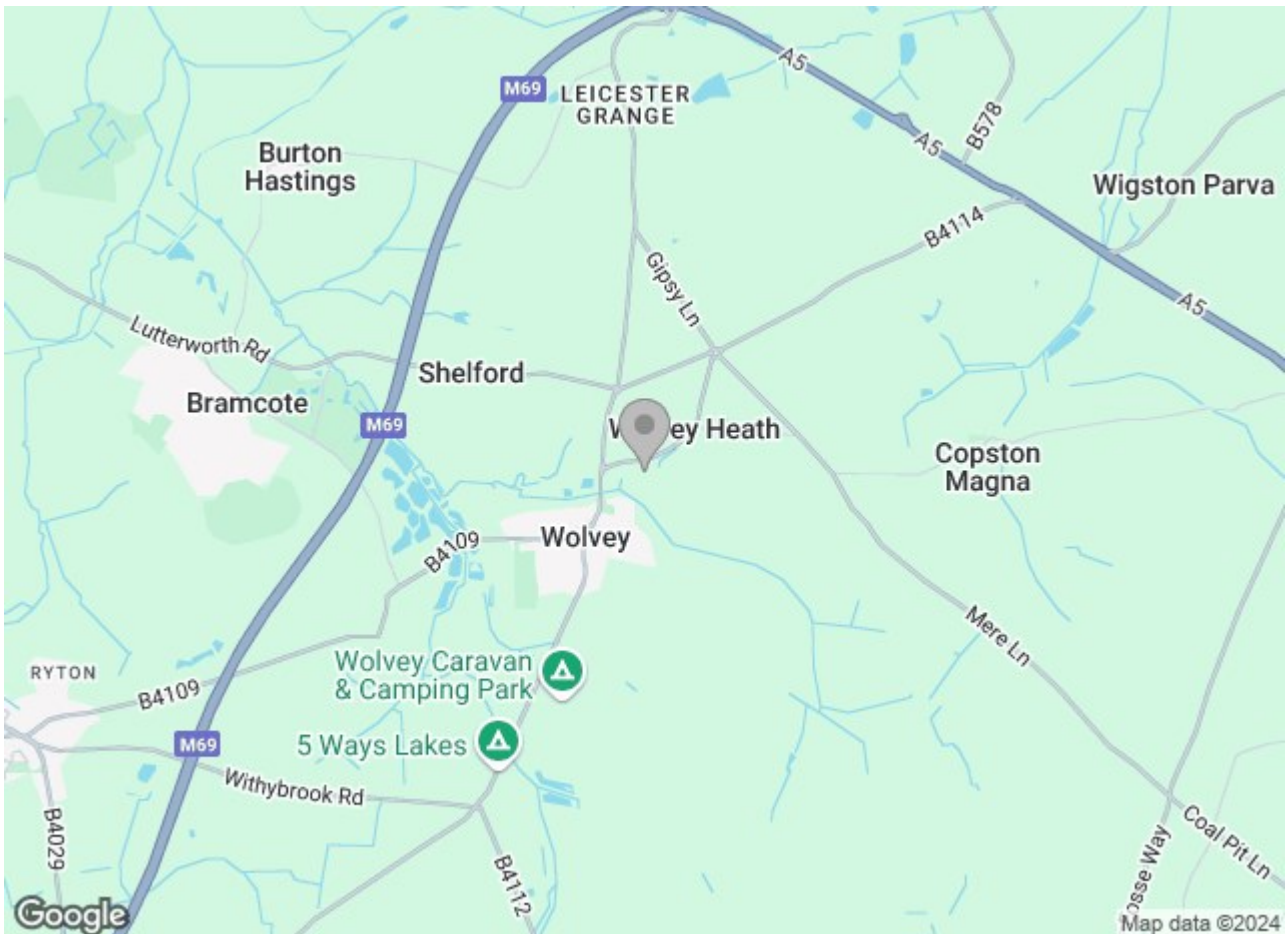 A5
M69
LEICESTER
GRANGE
B578
A5
Burton
Hastings
Wigston Parva
B4114
Gipsy Ln
A5
Lutterworth Rd
Shelford
Bramcote
M69
Heath
Copston
Magna
Wolvey
B4109
Mere Ln
Wolvey Caravan
& Camping Park
RYTON
B4109
5 Ways Lakes
M69
Withybrook Rd
B4029
B4112
Coal Pit Ln
Way
Google
Map data ©2024